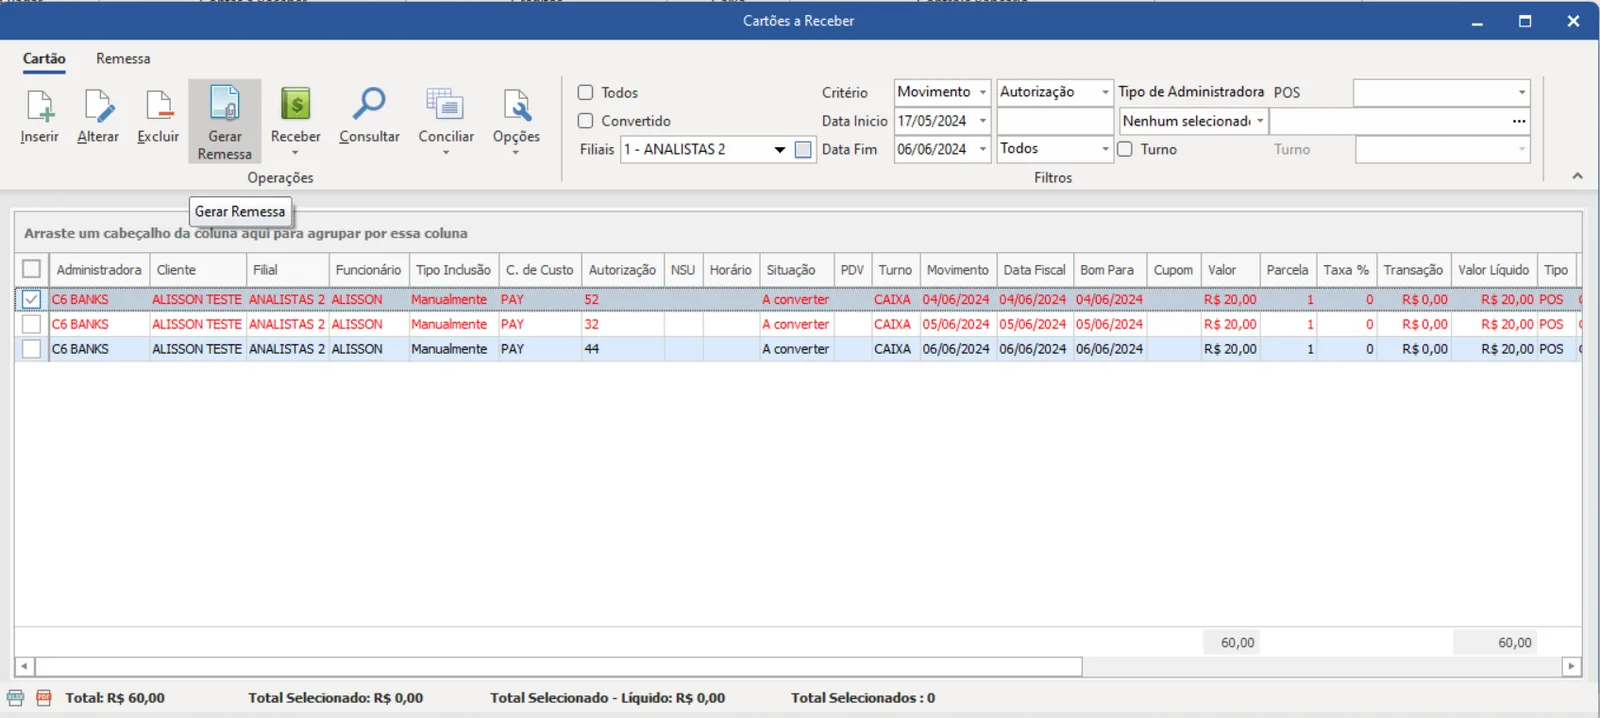 Cartões a Receber
Cartão Remessa
Inserir Alterar Excluir Gerar Remessa Receber Consultar Conciliar Opções
Operações
Todos Critério Movimento Autorização Tipo de Administradora POS
Convertido Data Inicio 17/05/2024 Nenhum selecionado ...
Filiais 1 - ANALISTAS 2 Data Fim 06/06/2024 Todos Turno Turno
Filtros
Gerar Remessa
Arraste um cabeçalho da coluna aqui para agrupar por essa coluna
Administradora Cliente Filial Funcionário Tipo Inclusão C. de Custo Autorização NSU Horário Situação PDV Turno Movimento Data Fiscal Bom Para Cupom Valor Parcela Taxa % Transação Valor Líquido Tipo
C6 BANKS ALISSON TESTE ANALISTAS 2 ALISSON Manualmente PAY 52 A converter CAIXA 04/06/2024 04/06/2024 04/06/2024 R$ 20,00 1 0 R$ 0,00 R$ 20,00 POS
C6 BANKS ALISSON TESTE ANALISTAS 2 ALISSON Manualmente PAY 32 A converter CAIXA 05/06/2024 05/06/2024 05/06/2024 R$ 20,00 1 0 R$ 0,00 R$ 20,00 POS
C6 BANKS ALISSON TESTE ANALISTAS 2 ALISSON Manualmente PAY 44 A converter CAIXA 06/06/2024 06/06/2024 06/06/2024 R$ 20,00 1 0 R$ 0,00 R$ 20,00 POS
60,00 60,00
Total: R$ 60,00 Total Selecionado: R$ 0,00 Total Selecionado - Líquido: R$ 0,00 Total Selecionados : 0